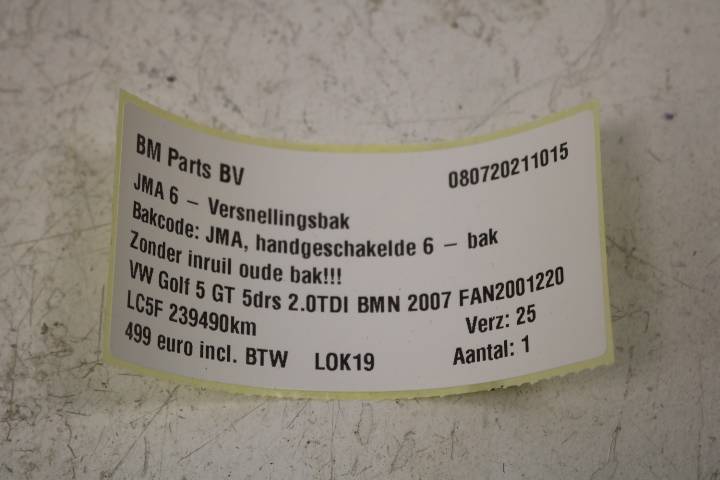 BM Parts BV 080720211015
JMA 6 – Versnellingsbak
Bakcode: JMA, handgeschakelde 6 – bak
Zonder inruil oude bak!!!
VW Golf 5 GT 5drs 2.0TDI BMN 2007 FAN2001220
LC5F 239490km Verz: 25
499 euro incl. BTW LOK19 Aantal: 1